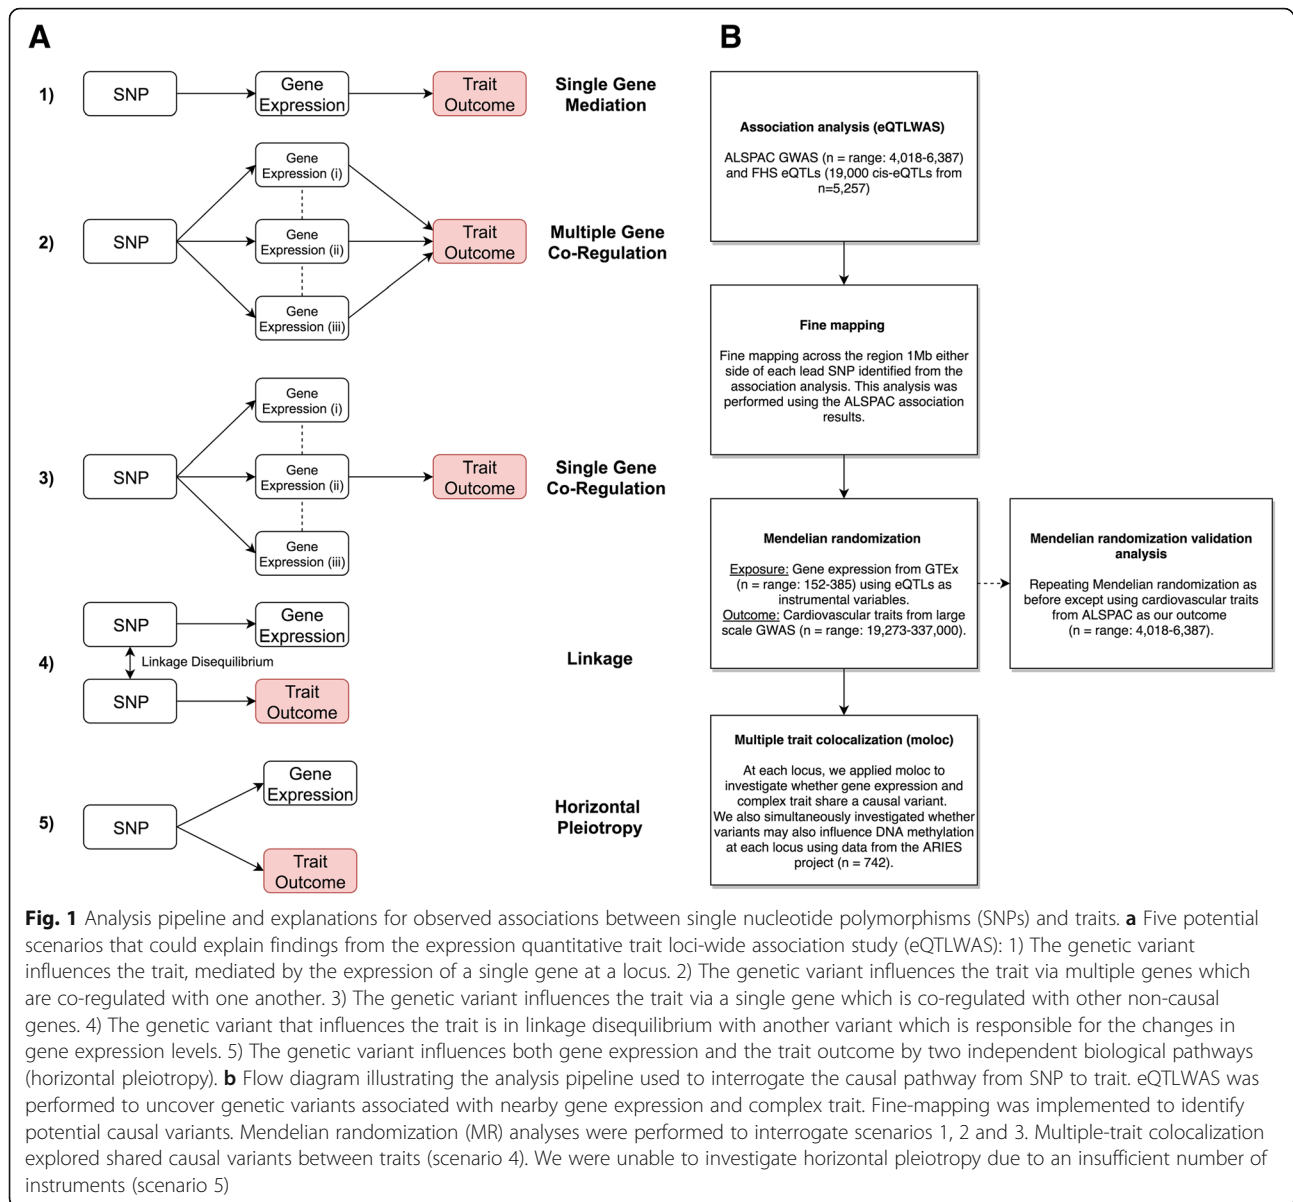 A
1)
SNP
Gene
Expression
Trait
Outcome
Single Gene
Mediation
2)
SNP
Gene
Expression (i)
Gene
Expression (ii)
Gene
Expression (iii)
Trait
Outcome
Multiple Gene
Co-Regulation
3)
SNP
Gene
Expression (i)
Gene
Expression (ii)
Gene
Expression (iii)
Trait
Outcome
Single Gene
Co-Regulation
4)
SNP
Gene
Expression
Linkage Disequilibrium
SNP
Trait
Outcome
Linkage
5)
SNP
Gene
Expression
Trait
Outcome
Horizontal
Pleiotropy
B
Association analysis (eQTLWAS)
ALSPAC GWAS (n = range: 4,018-6,387)
and FHS eQTLs (19,000 cis-eQTLs from
n=5,257)
Fine mapping
Fine mapping across the region 1Mb either
side of each lead SNP identified from the
association analysis. This analysis was
performed using the ALSPAC association
results.
Mendelian randomization
Exposure: Gene expression from GTEx
(n = range: 152-385) using eQTLs as
instrumental variables.
Outcome: Cardiovascular traits from large
scale GWAS (n = range: 19,273-337,000).
Mendelian randomization validation
analysis
Repeating Mendelian randomization as
before except using cardiovascular traits
from ALSPAC as our outcome
(n = range: 4,018-6,387).
Multiple trait colocalization (moloc)
At each locus, we applied moloc to
investigate whether gene expression and
complex trait share a causal variant.
We also simultaneously investigated whether
variants may also influence DNA methylation
at each locus using data from the ARIES
project (n = 742).
Fig. 1 Analysis pipeline and explanations for observed associations between single nucleotide polymorphisms (SNPs) and traits. a Five potential
scenarios that could explain findings from the expression quantitative trait loci-wide association study (eQTLWAS): 1) The genetic variant
influences the trait, mediated by the expression of a single gene at a locus. 2) The genetic variant influences the trait via multiple genes which
are co-regulated with one another. 3) The genetic variant influences the trait via a single gene which is co-regulated with other non-causal
genes. 4) The genetic variant that influences the trait is in linkage disequilibrium with another variant which is responsible for the changes in
gene expression levels. 5) The genetic variant influences both gene expression and the trait outcome by two independent biological pathways
(horizontal pleiotropy). b Flow diagram illustrating the analysis pipeline used to interrogate the causal pathway from SNP to trait. eQTLWAS was
performed to uncover genetic variants associated with nearby gene expression and complex trait. Fine-mapping was implemented to identify
potential causal variants. Mendelian randomization (MR) analyses were performed to interrogate scenarios 1, 2 and 3. Multiple-trait colocalization
explored shared causal variants between traits (scenario 4). We were unable to investigate horizontal pleiotropy due to an insufficient number of
instruments (scenario 5)